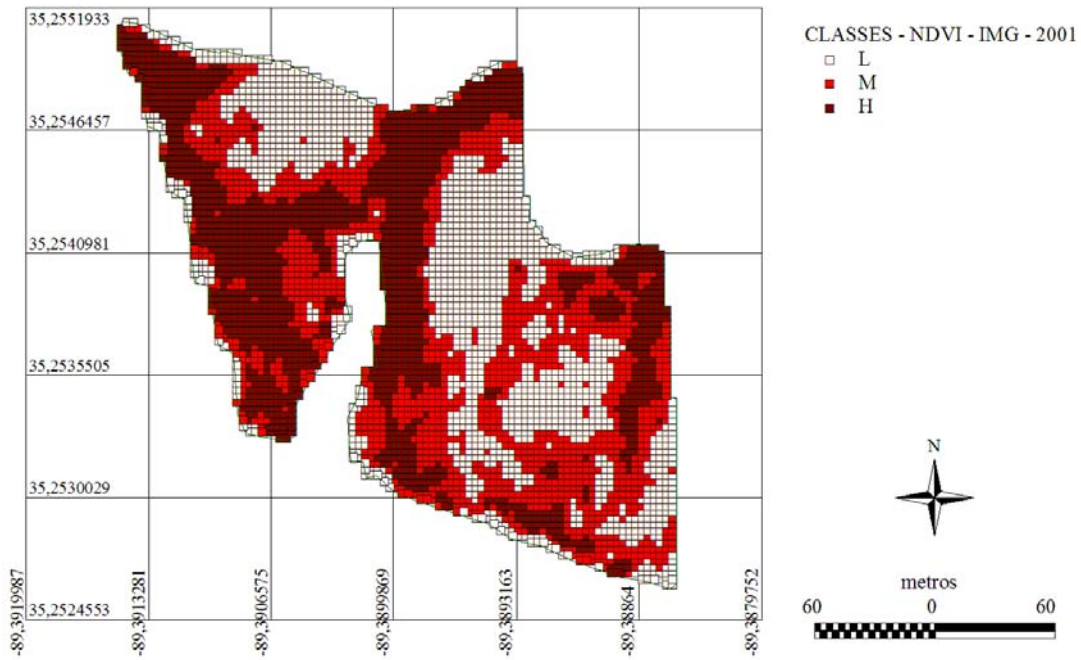 CLASSES - NDVI - IMG - 2001
L
M
H
35,2551933
35,2546457
35,2540981
35,2535505
35,2530029
35,2524553
-89,3919987
-89,3913281
-89,3906575
-89,3899869
-89,3893163
-89,38864
-89,3879752
N
metros
60 0 60